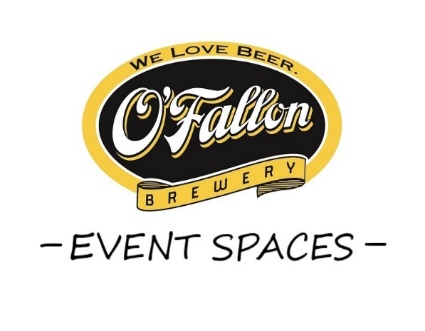 WE LOVE BEER.
O'Fallon
BREWERY
-EVENT SPACES-